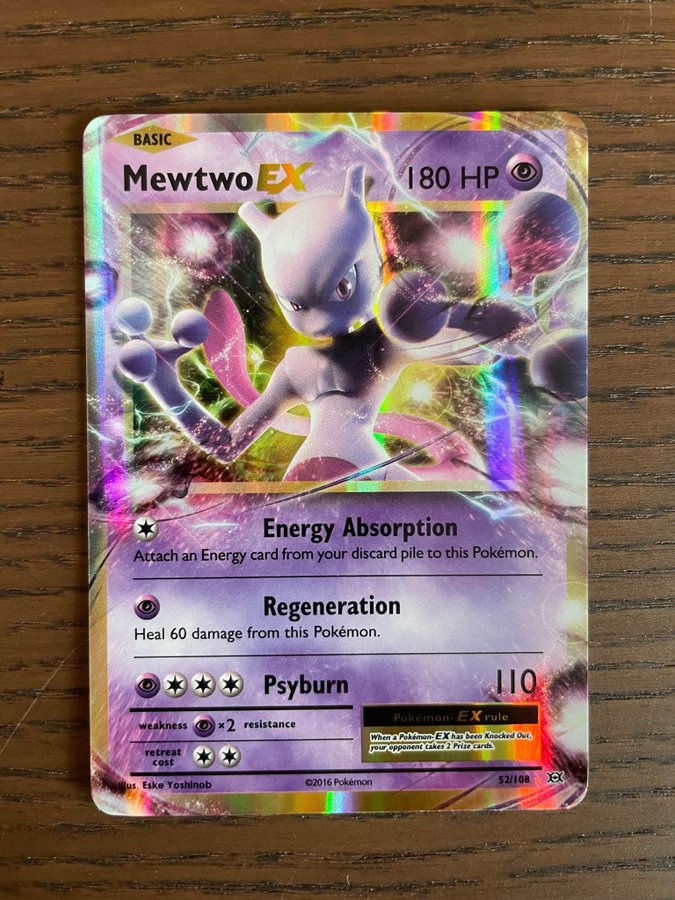 BASIC
MewtwoEX 180 HP
Energy Absorption
Attach an Energy card from your discard pile to this Pokémon.
Regeneration
Heal 60 damage from this Pokémon.
Psyburn 110
weakness ×2 resistance
Pokémon-EX rule
When a Pokémon-EX has been Knocked Out,
your opponent takes 2 Prize cards.
retreat
cost
Illus. Eske Yoshinob ©2016 Pokémon 52/108